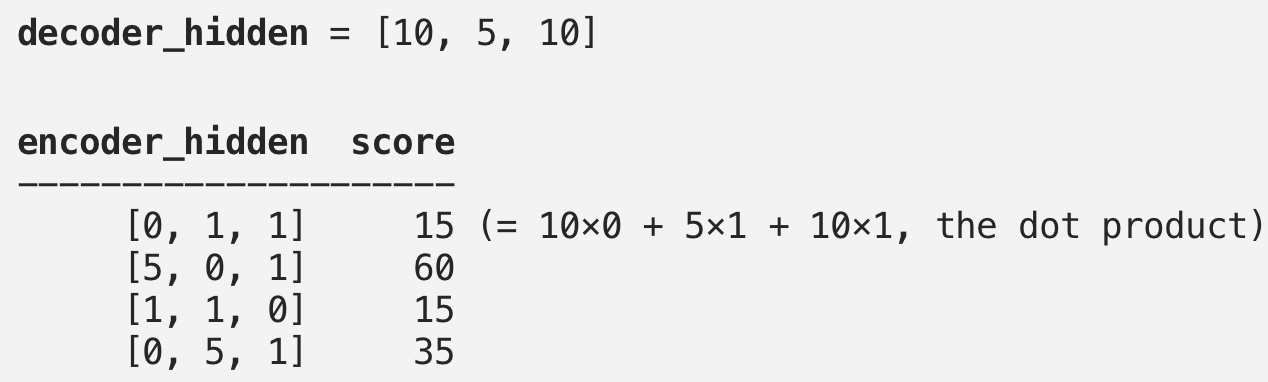 decoder_hidden = [10, 5, 10]
encoder_hidden  score
---------------------
     [0, 1, 1]     15 (= 10×0 + 5×1 + 10×1, the dot product)
     [5, 0, 1]     60
     [1, 1, 0]     15
     [0, 5, 1]     35